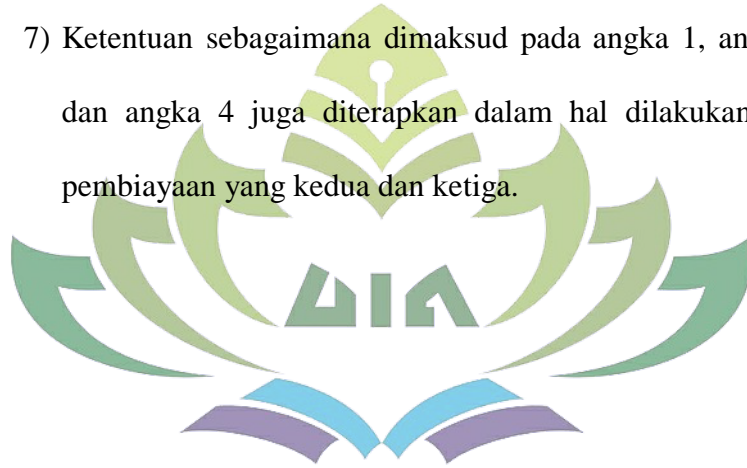 7) Ketentuan sebagaimana dimaksud pada angka 1, an
dan angka 4 juga diterapkan dalam hal dilakukan
pembiayaan yang kedua dan ketiga.
UIN